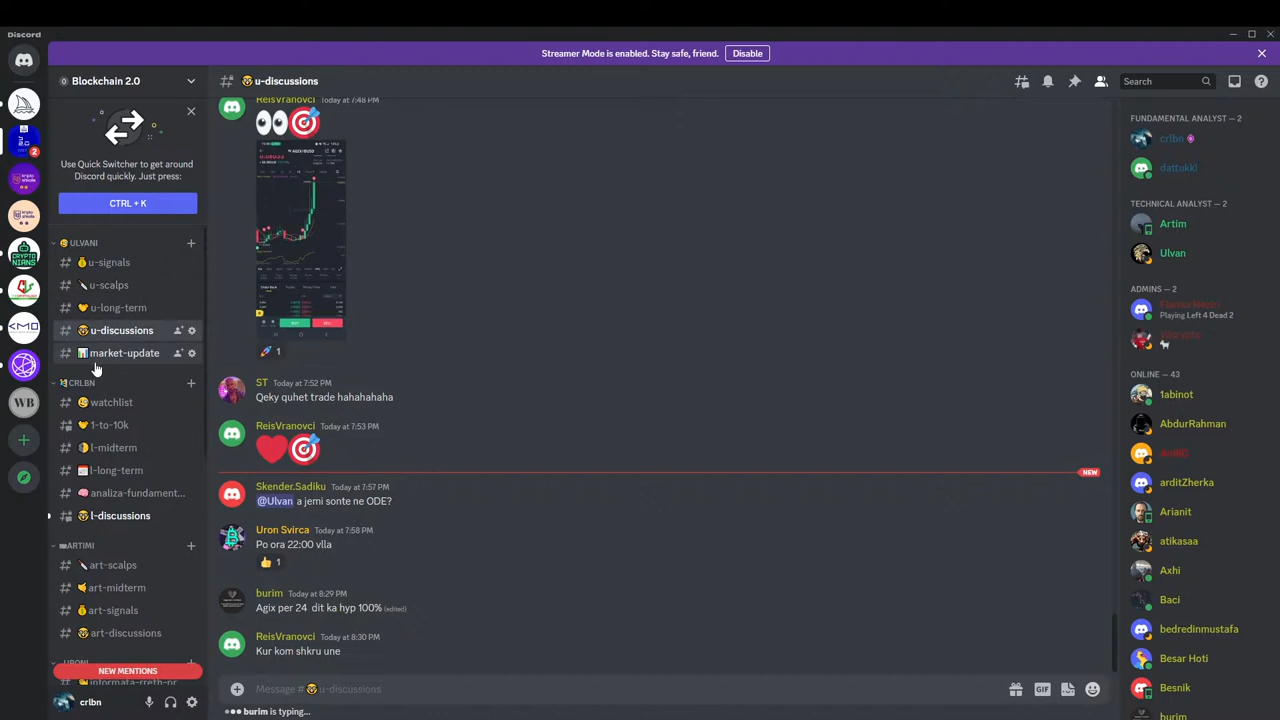 Discord
Streamer Mode is enabled. Stay safe, friend.
Disable
Blockchain 2.0
u-discussions
Search
Use Quick Switcher to get around
Discord quickly. Just press:
CTRL + K
ULVANI
u-signals
u-scalps
u-long-term
u-discussions
market-update
CRLBN
watchlist
1-to-10k
l-midterm
l-long-term
analiza-fundament...
l-discussions
ARTIMI
art-scalps
art-midterm
art-signals
art-discussions
NEW MENTIONS
crlbn
2
WB
ReisVranovci Today at 7:48 PM
BUY
SELL
1
ST Today at 7:52 PM
Qeky quhet trade hahahahaha
ReisVranovci Today at 7:53 PM
NEW
Skender.Sadiku Today at 7:57 PM
@Ulvan a jemi sonte ne ODE?
Uron Svirca Today at 7:58 PM
Po ora 22:00 vlla
1
burim Today at 8:29 PM
Agix per 24 dit ka hyp 100% (edited)
ReisVranovci Today at 8:30 PM
Kur kom shkru une
Message # u-discussions
GIF
burim is typing...
FUNDAMENTAL ANALYST — 2
crlbn
dattukkl
TECHNICAL ANALYST — 2
Artim
Ulvan
ADMINS — 2
Playing Left 4 Dead 2
ONLINE — 43
1abinot
AbdurRahman
arditZherka
Arianit
atikasaa
Axhi
Baci
bedredinmustafa
Besar Hoti
Besnik
burim